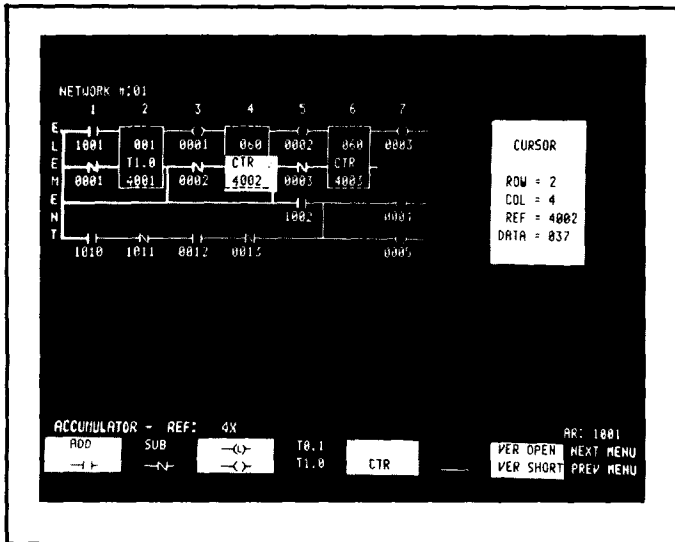 NETWORK #:01
1 2 3 4 5 6 7
E
L
E
M
E
N
T
1001 001 0001 060 0002 060 0003
T1.0 CTR CTR
0001 4001 0002 4002 0003 4003
1002
1010 1011 0012 0013 0005
CURSOR
ROW = 2
COL = 4
REF = 4002
DATA = 037
ACCUMULATOR - REF: 4X
AR: 1001
ADD SUB (L) T0.1 VER OPEN NEXT MENU
( ) T1.0 CTR VER SHORT PREV MENU